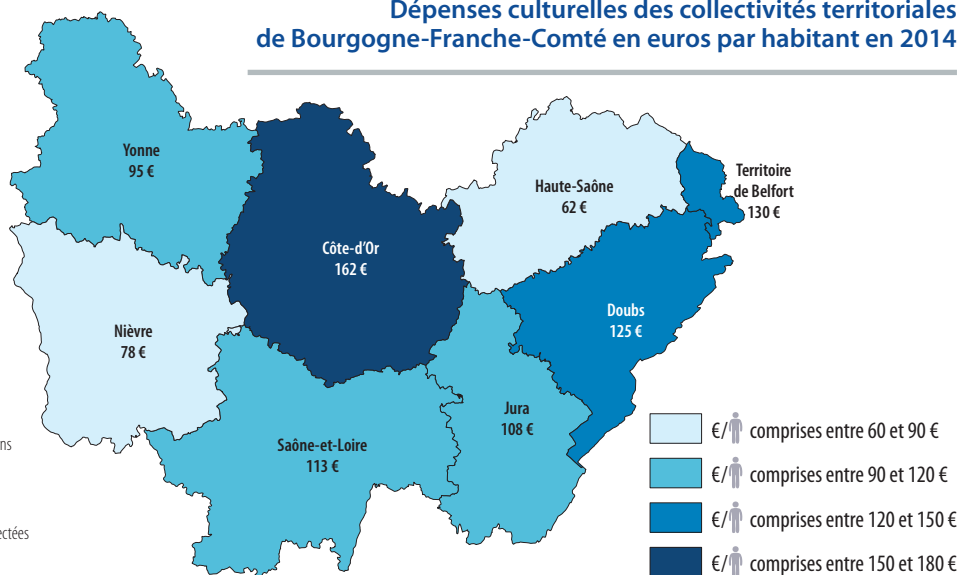 Dépenses culturelles des collectivités territoriales
de Bourgogne-Franche-Comté en euros par habitant en 2014
Yonne
95 €
Haute-Saône
62 €
Territoire
de Belfort
130 €
Côte-d'Or
162 €
Doubs
125 €
Nièvre
78 €
Jura
108 €
Saône-et-Loire
113 €
€/ comprises entre 60 et 90 €
€/ comprises entre 90 et 120 €
€/ comprises entre 120 et 150 €
€/ comprises entre 150 et 180 €